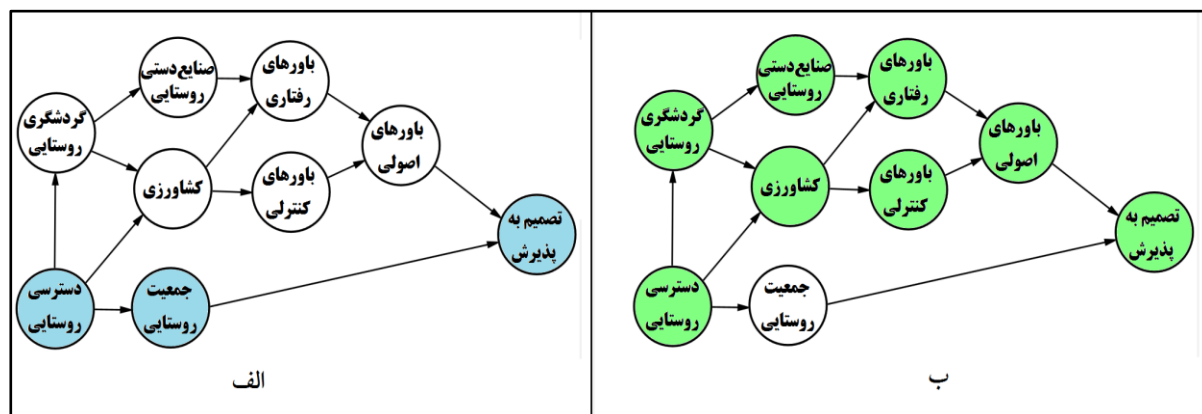 صنایع‌دستی
روستایی
باورهای
رفتاری
گردشگری
روستایی
باورهای
اصولی
کشاورزی
باورهای
کنترلی
تصمیم به
پذیرش
دسترسی
روستایی
جمعیت
روستایی
الف
صنایع‌دستی
روستایی
باورهای
رفتاری
گردشگری
روستایی
باورهای
اصولی
کشاورزی
باورهای
کنترلی
تصمیم به
پذیرش
دسترسی
روستایی
جمعیت
روستایی
ب